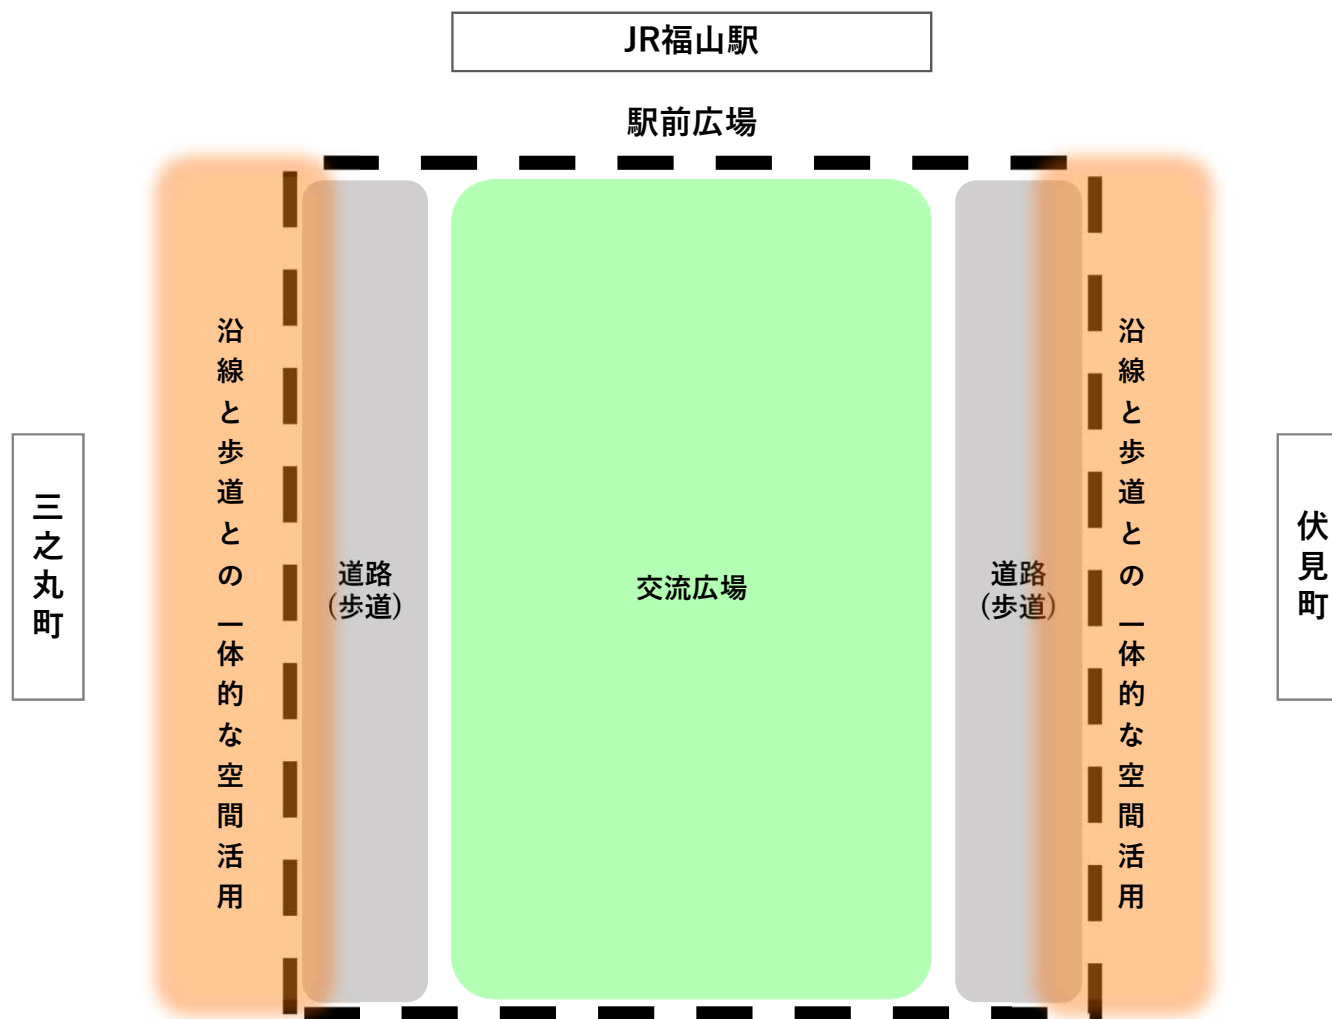 JR福山駅
駅前広場
三之丸町
沿線と歩道との一体的な空間活用
道路
(歩道)
交流広場
道路
(歩道)
沿線と歩道との一体的な空間活用
伏見町